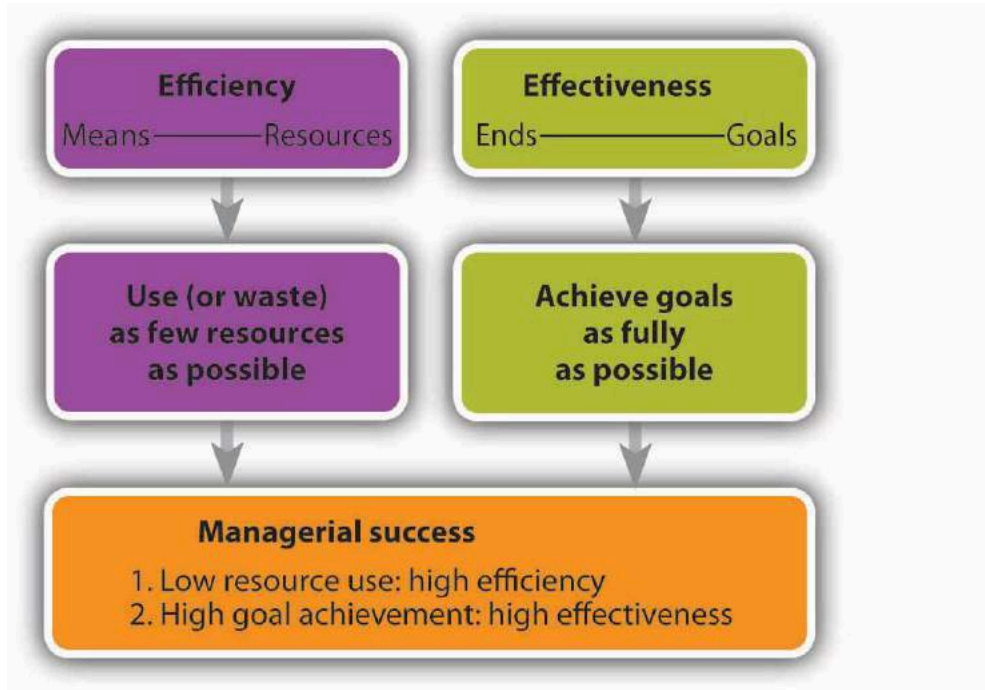 Efficiency
Means Resources
Use (or waste)
as few resources
as possible
Effectiveness
Ends Goals
Achieve goals
as fully
as possible
Managerial success
1. Low resource use: high efficiency
2. High goal achievement: high effectiveness